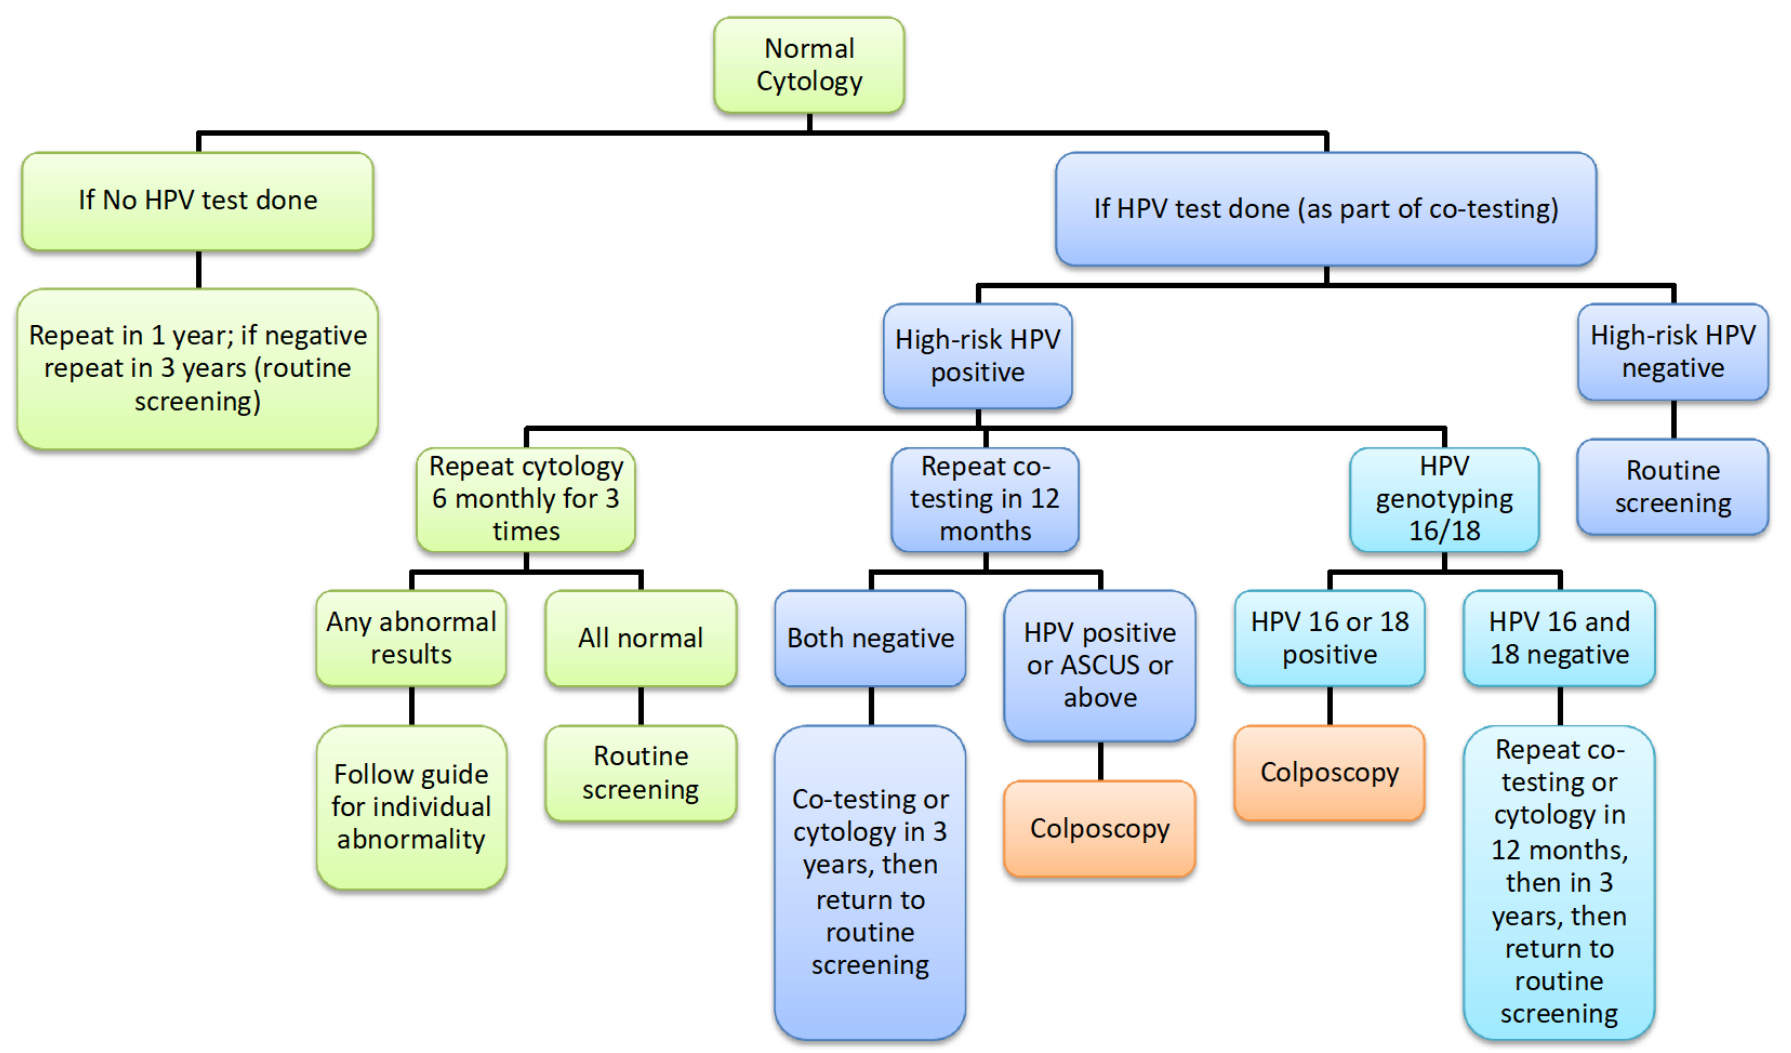 Normal
Cytology
If No HPV test done
If HPV test done (as part of co-testing)
Repeat in 1 year; if negative
repeat in 3 years (routine
screening)
High-risk HPV
positive
High-risk HPV
negative
Repeat cytology
6 monthly for 3
times
Repeat co-
testing in 12
months
HPV
genotyping
16/18
Routine
screening
Any abnormal
results
All normal
Both negative
HPV positive
or ASCUS or
above
HPV 16 or 18
positive
HPV 16 and
18 negative
Follow guide
for individual
abnormality
Routine
screening
Co-testing or
cytology in 3
years, then
return to
routine
screening
Colposcopy
Colposcopy
Repeat co-
testing or
cytology in
12 months,
then in 3
years, then
return to
routine
screening